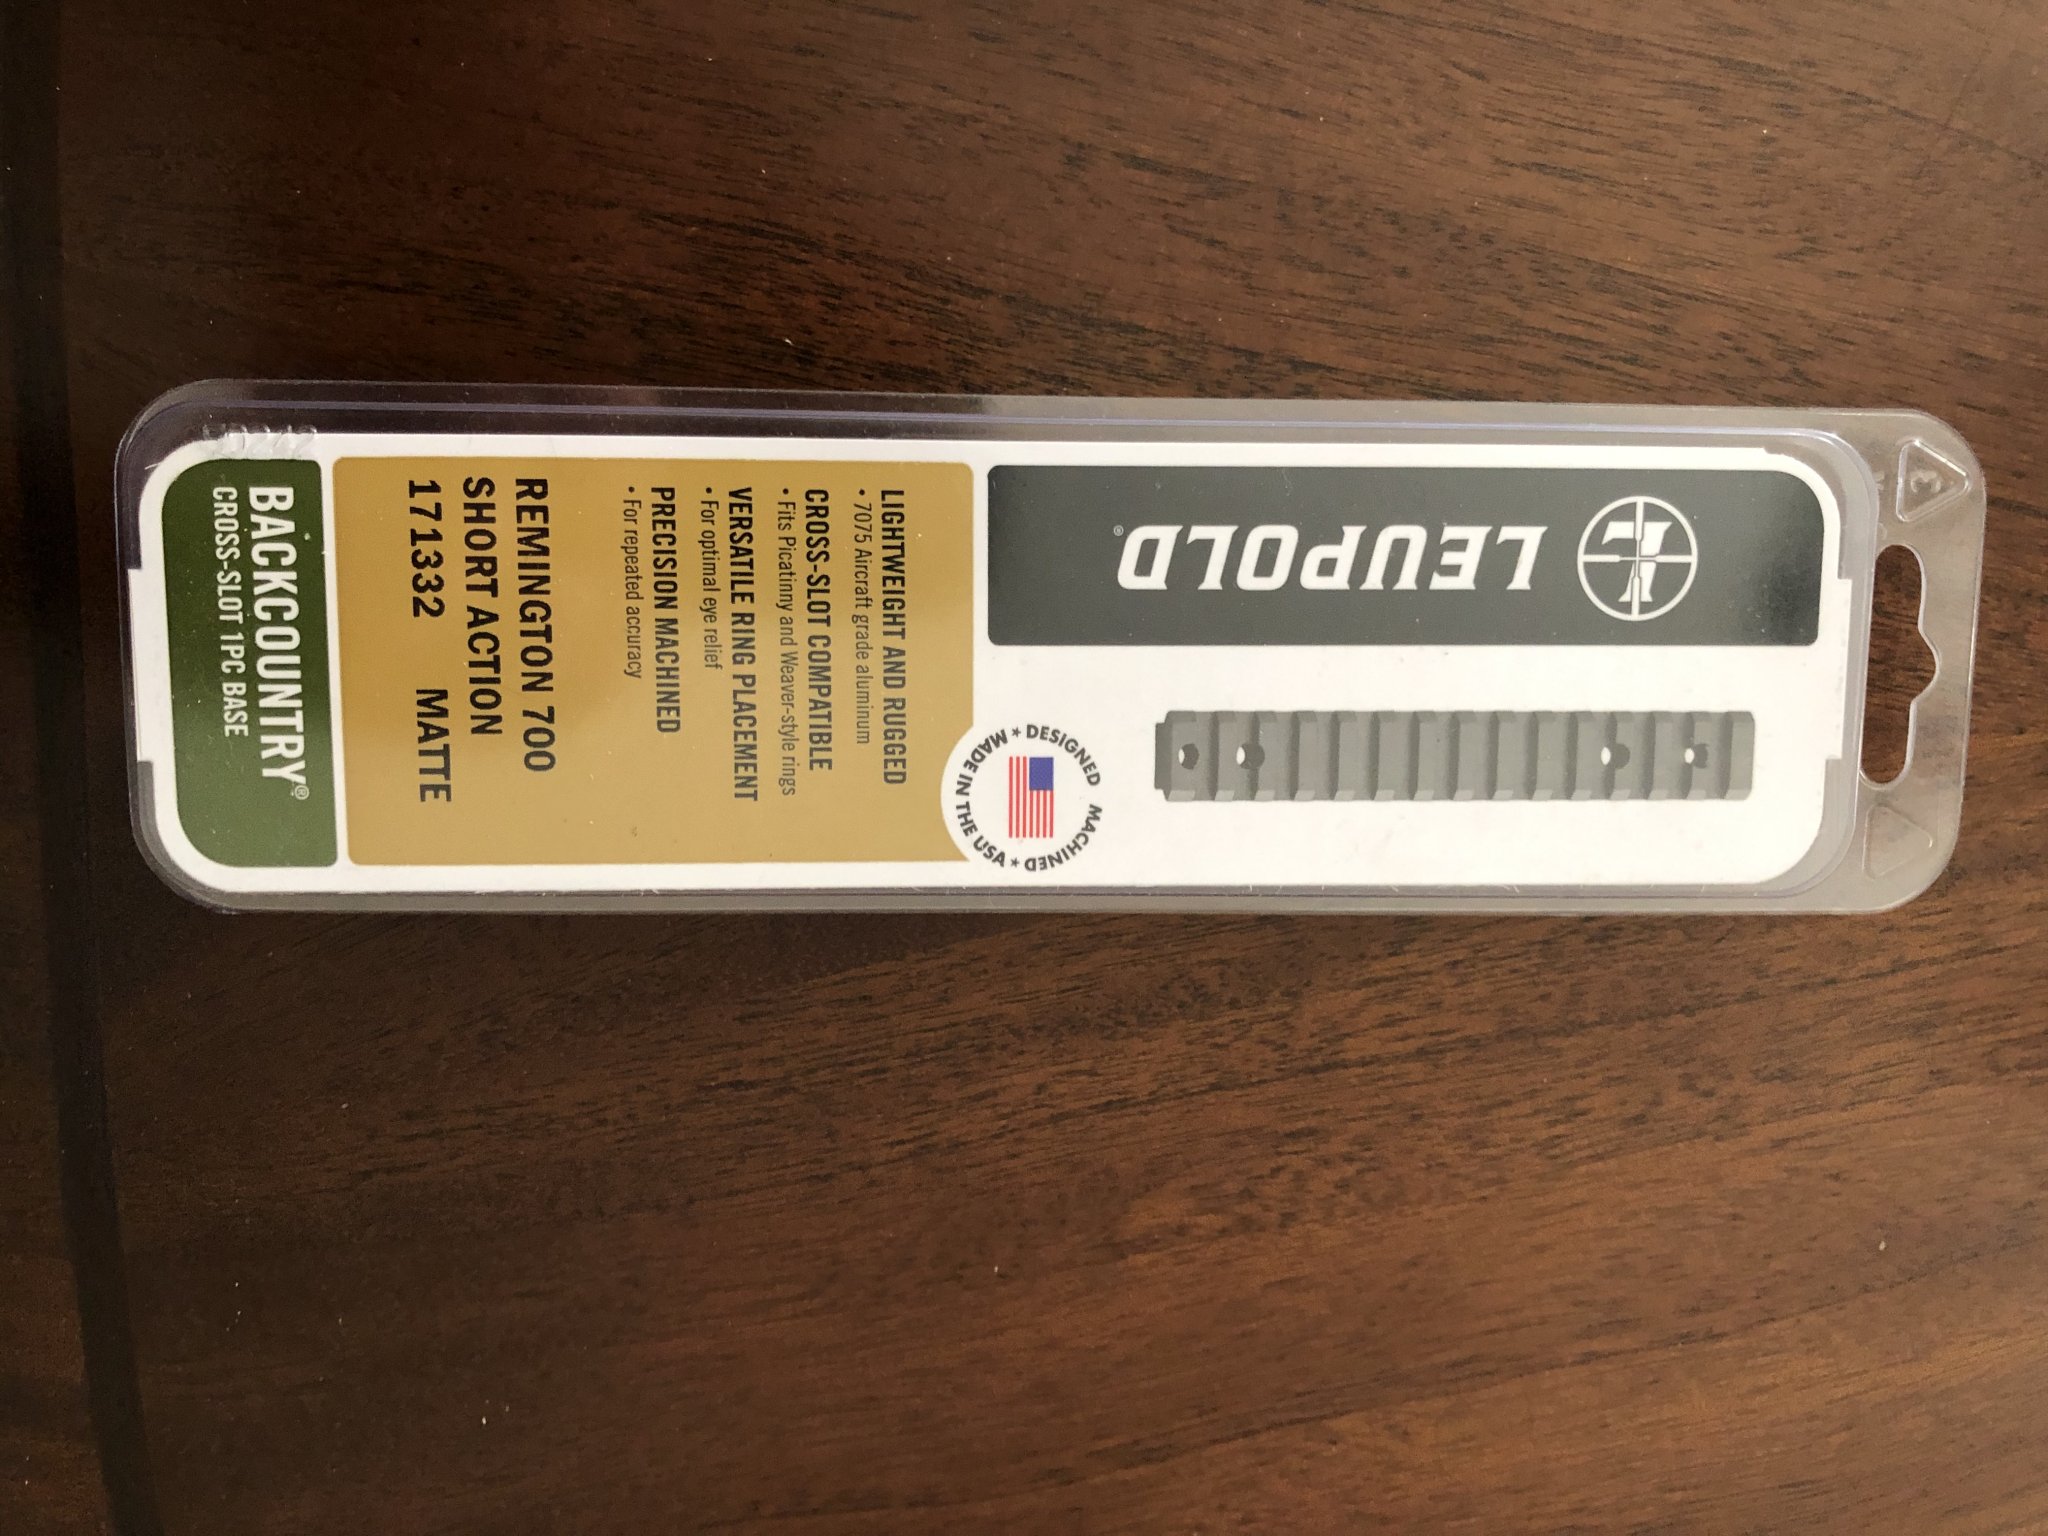 LEUPOLD®
★ DESIGNED MACHINED ★ MADE IN THE USA
LIGHTWEIGHT AND RUGGED
• 7075 Aircraft grade aluminum
CROSS-SLOT COMPATIBLE
• Fits Picatinny and Weaver-style rings
VERSATILE RING PLACEMENT
• For optimal eye relief
PRECISION MACHINED
• For repeated accuracy
REMINGTON 700
SHORT ACTION
171332 MATTE
BACKCOUNTRY®
CROSS-SLOT 1PC BASE
3